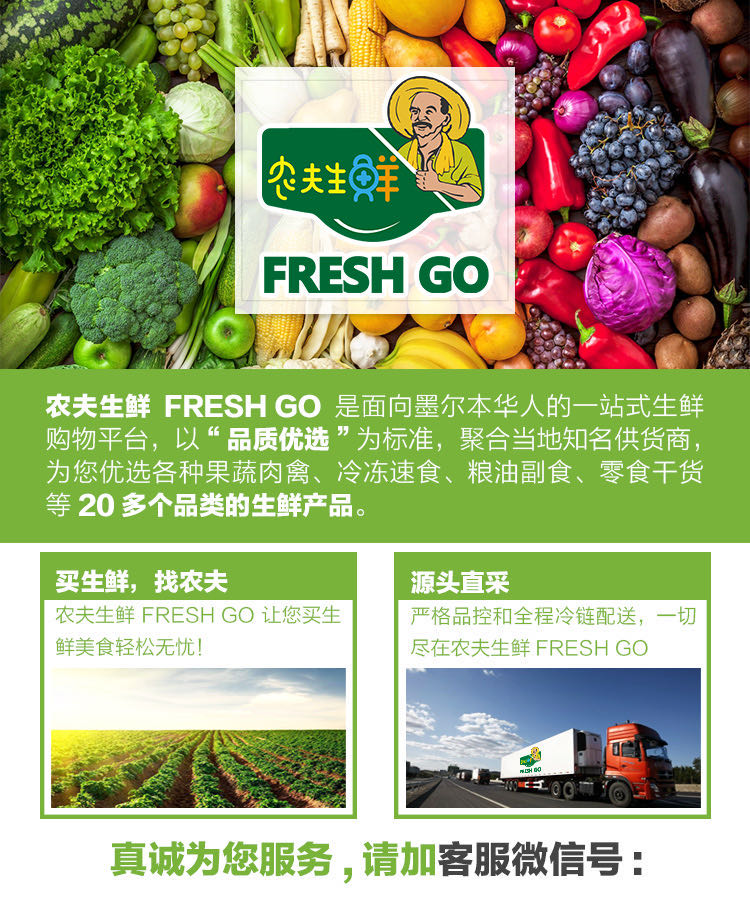 农夫生鲜
FRESH GO
农夫生鲜 FRESH GO 是面向墨尔本华人的一站式生鲜
购物平台，以“品质优选”为标准，聚合当地知名供货商，
为您优选各种果蔬肉禽、冷冻速食、粮油副食、零食干货
等 20 多个品类的生鲜产品。
买生鲜，找农夫
农夫生鲜 FRESH GO 让您买生
鲜美食轻松无忧！
源头直采
严格品控和全程冷链配送，一切
尽在农夫生鲜 FRESH GO
FRESH GO
真诚为您服务，请加客服微信号：